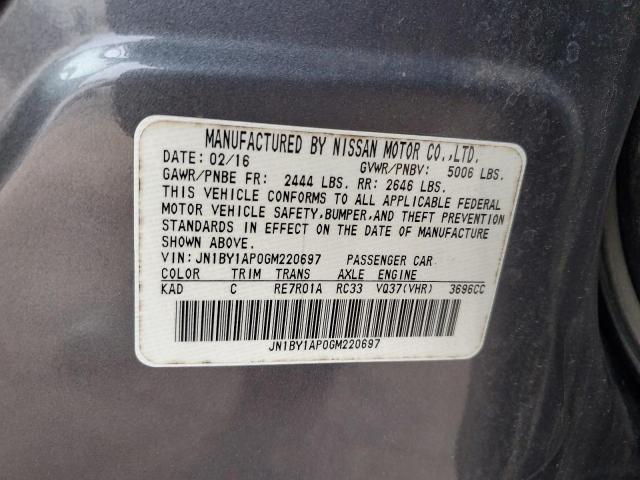 MANUFACTURED BY NISSAN MOTOR CO.,LTD.
DATE: 02/16 GVWR/PNBV: 5006 LBS.
GAWR/PNBE FR: 2444 LBS. RR: 2646 LBS.
THIS VEHICLE CONFORMS TO ALL APPLICABLE FEDERAL
MOTOR VEHICLE SAFETY,BUMPER,AND THEFT PREVENTION
STANDARDS IN EFFECT ON THE DATE OF MANUFACTURE
SHOWN ABOVE.
VIN: JN1BY1AP0GM220697 PASSENGER CAR
COLOR TRIM TRANS AXLE ENGINE
KAD C RE7R01A RC33 VQ37(VHR) 3696CC
JN1BY1AP0GM220697